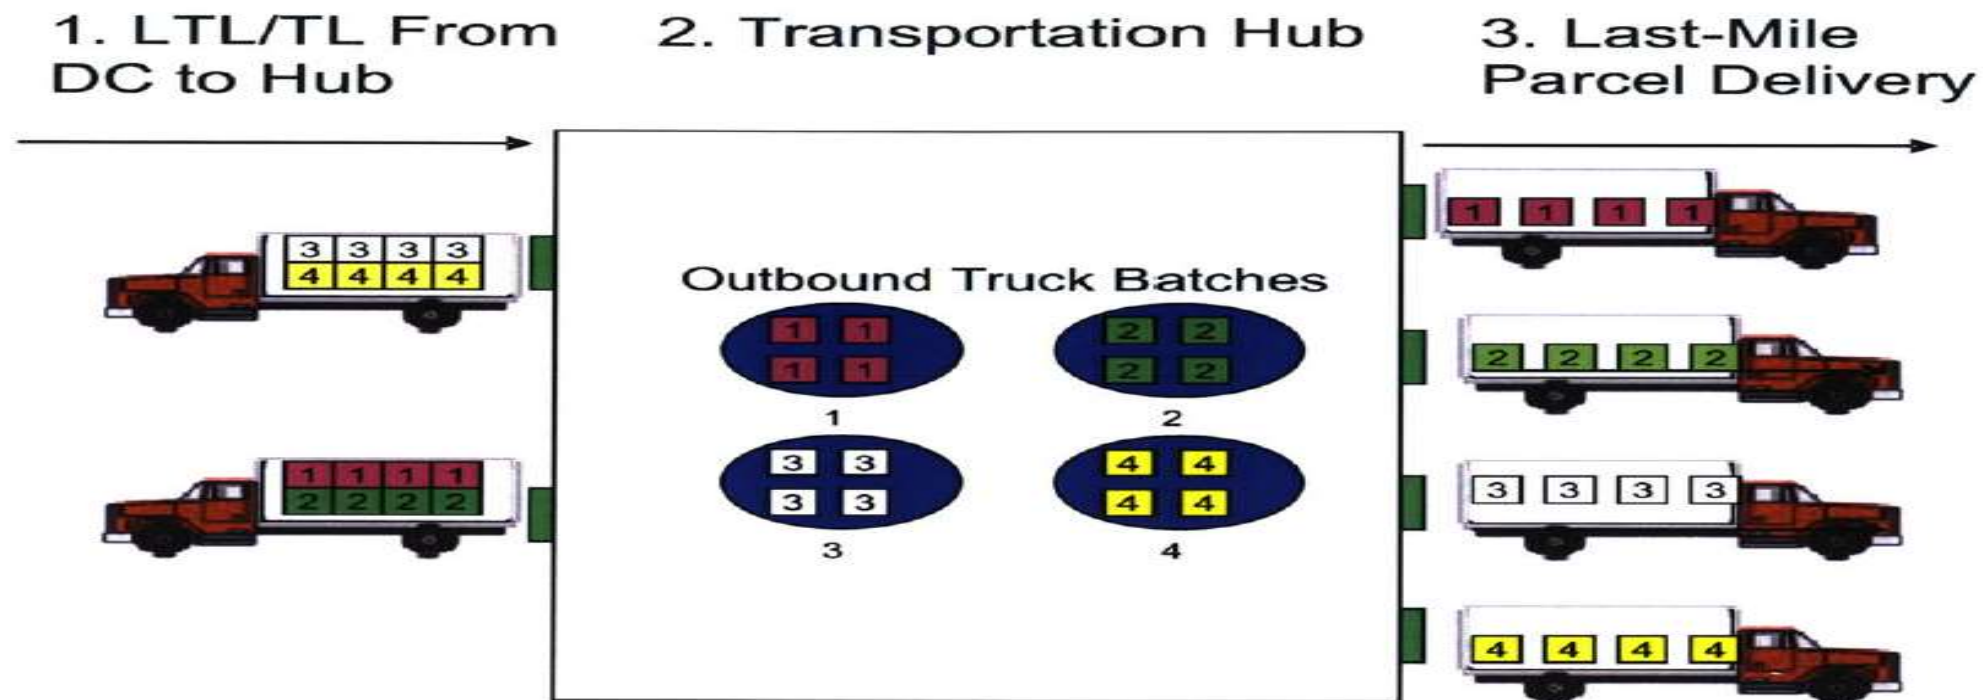 1. LTL/TL From
DC to Hub
2. Transportation Hub
3. Last-Mile
Parcel Delivery
3 3 3 3
4 4 4 4
1 1 1 1
2 2 2 2
Outbound Truck Batches
1 1
1 1
1
2 2
2 2
2
3 3
3 3
3
4 4
4 4
4
1 1 1 1
2 2 2 2
3 3 3 3
4 4 4 4